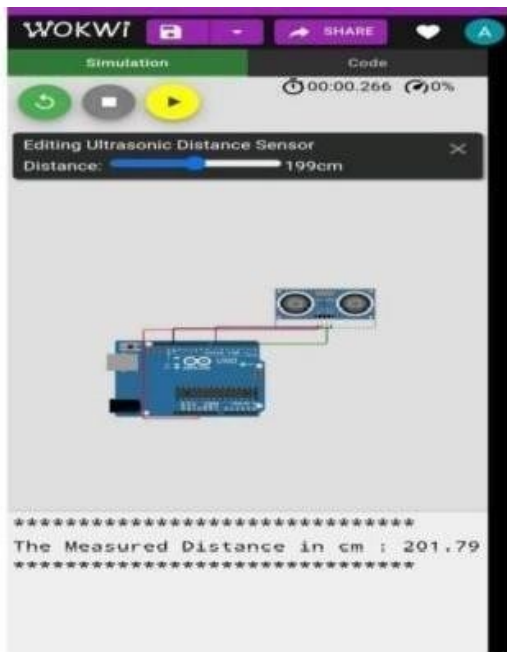 WOKWI SHARE A
Simulation Code
00:00.266 0%
Editing Ultrasonic Distance Sensor
Distance: 199cm
*******************************
The Measured Distance in cm : 201.79
*******************************